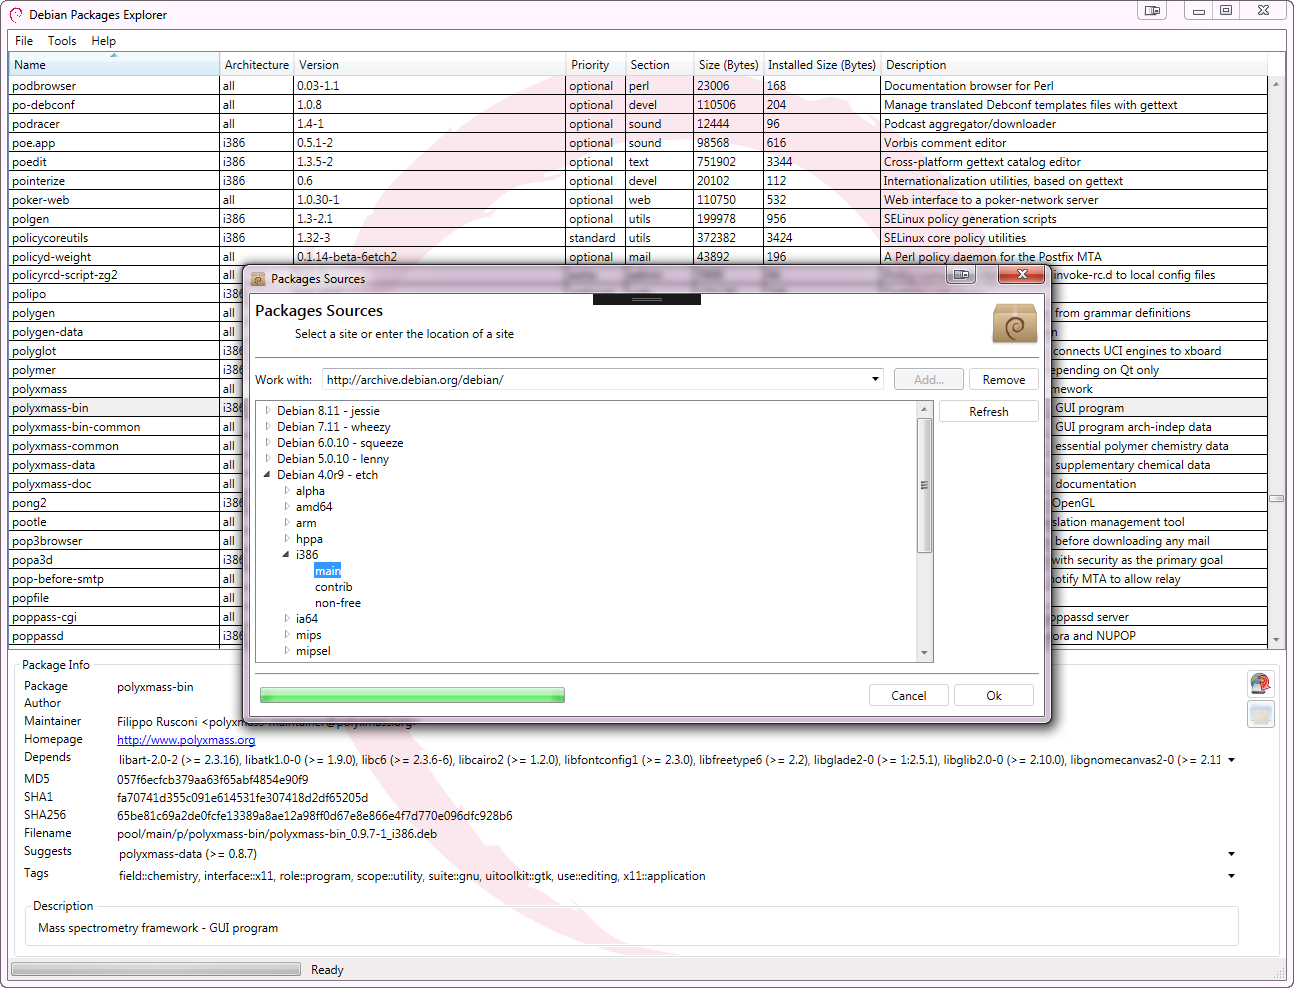 Debian Packages Explorer
File Tools Help
Name Architecture Version Priority Section Size (Bytes) Installed Size (Bytes) Description
podbrowser all 0.03-1.1 optional perl 23006 168 Documentation browser for Perl
po-debconf all 1.0.8 optional devel 110506 204 Manage translated Debconf templates files with gettext
podracer all 1.4-1 optional sound 12444 96 Podcast aggregator/downloader
poe.app i386 0.5.1-2 optional sound 98568 616 Vorbis comment editor
poedit i386 1.3.5-2 optional text 751902 3344 Cross-platform gettext catalog editor
pointerize i386 0.6 optional devel 20102 112 Internationalization utilities, based on gettext
poker-web all 1.0.30-1 optional web 110750 532 Web interface to a poker-network server
polgen i386 1.3-2.1 optional utils 199978 956 SELinux policy generation scripts
policycoreutils i386 1.32-3 standard utils 372382 3424 SELinux core policy utilities
policyd-weight all 0.1.14-beta-6etch2 optional mail 43892 196 A Perl policy daemon for the Postfix MTA
policyrcd-script-zg2 all invoke-rc.d to local config files
polipo i386
polygen all from grammar definitions
polygen-data all
polyglot i386 connects UCI engines to xboard
polymer i386 epending on Qt only
polyxmass all mework
polyxmass-bin i386 GUI program
polyxmass-bin-common all GUI program arch-indep data
polyxmass-common all essential polymer chemistry data
polyxmass-data all supplementary chemical data
polyxmass-doc all documentation
pong2 i386 OpenGL
pootle all slation management tool
pop3browser all before downloading any mail
popa3d i386 with security as the primary goal
pop-before-smtp all notify MTA to allow relay
popfile all
poppass-cgi all oppassd server
poppassd i386 ora and NUPOP
Packages Sources
Packages Sources
Select a site or enter the location of a site
Work with: http://archive.debian.org/debian/ Add... Remove
Refresh
Debian 8.11 - jessie
Debian 7.11 - wheezy
Debian 6.0.10 - squeeze
Debian 5.0.10 - lenny
Debian 4.0r9 - etch
alpha
amd64
arm
hppa
i386
main
contrib
non-free
ia64
mips
mipsel
Cancel Ok
Package Info
Package polyxmass-bin
Author
Maintainer Filippo Rusconi <polyxmass-maintainer@polyxmass.org>
Homepage http://www.polyxmass.org
Depends libart-2.0-2 (>= 2.3.16), libatk1.0-0 (>= 1.9.0), libc6 (>= 2.3.6-6), libcairo2 (>= 1.2.0), libfontconfig1 (>= 2.3.0), libfreetype6 (>= 2.2), libglade2-0 (>= 1:2.5.1), libglib2.0-0 (>= 2.10.0), libgnomecanvas2-0 (>= 2.11
MD5 057f6ecfcb379aa63f65abf4854e90f9
SHA1 fa70741d355c091e614531fe307418d2df65205d
SHA256 65be81c69a2de0fcfe13389a8ae12a98ff0d67e8e866e4f7d770e096dfc928b6
Filename pool/main/p/polyxmass-bin/polyxmass-bin_0.9.7-1_i386.deb
Suggests polyxmass-data (>= 0.8.7)
Tags field::chemistry, interface::x11, role::program, scope::utility, suite::gnu, uitoolkit::gtk, use::editing, x11::application
Description
Mass spectrometry framework - GUI program
Ready